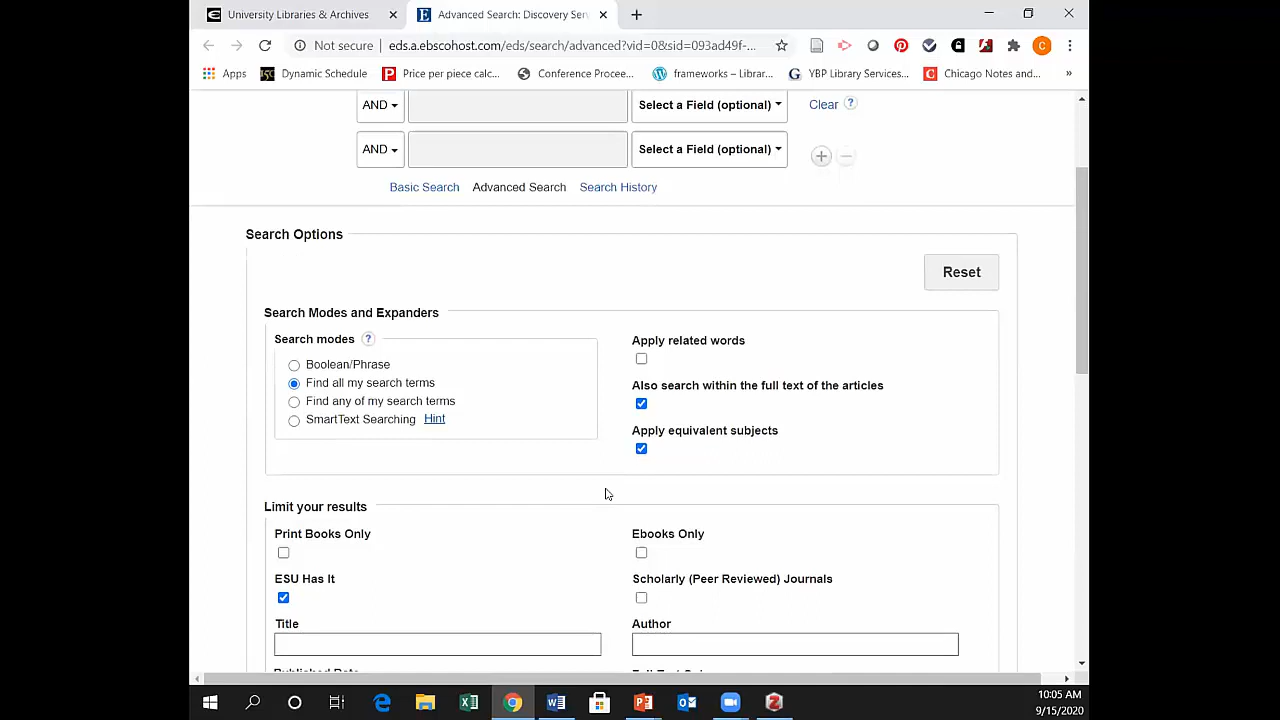 University Libraries & Archives
Advanced Search: Discovery Ser
Not secure | eds.a.ebscohost.com/eds/search/advanced?vid=0&sid=093ad49f-...
Apps Dynamic Schedule Price per piece calc... Conference Procee... frameworks – Librar... YBP Library Services... Chicago Notes and... »
AND Select a Field (optional) Clear ?
AND Select a Field (optional)
Basic Search Advanced Search Search History
Search Options
Reset
Search Modes and Expanders
Search modes ?
Boolean/Phrase
Find all my search terms
Find any of my search terms
SmartText Searching Hint
Apply related words
Also search within the full text of the articles
Apply equivalent subjects
Limit your results
Print Books Only Ebooks Only
ESU Has It Scholarly (Peer Reviewed) Journals
Title Author
10:05 AM
9/15/2020